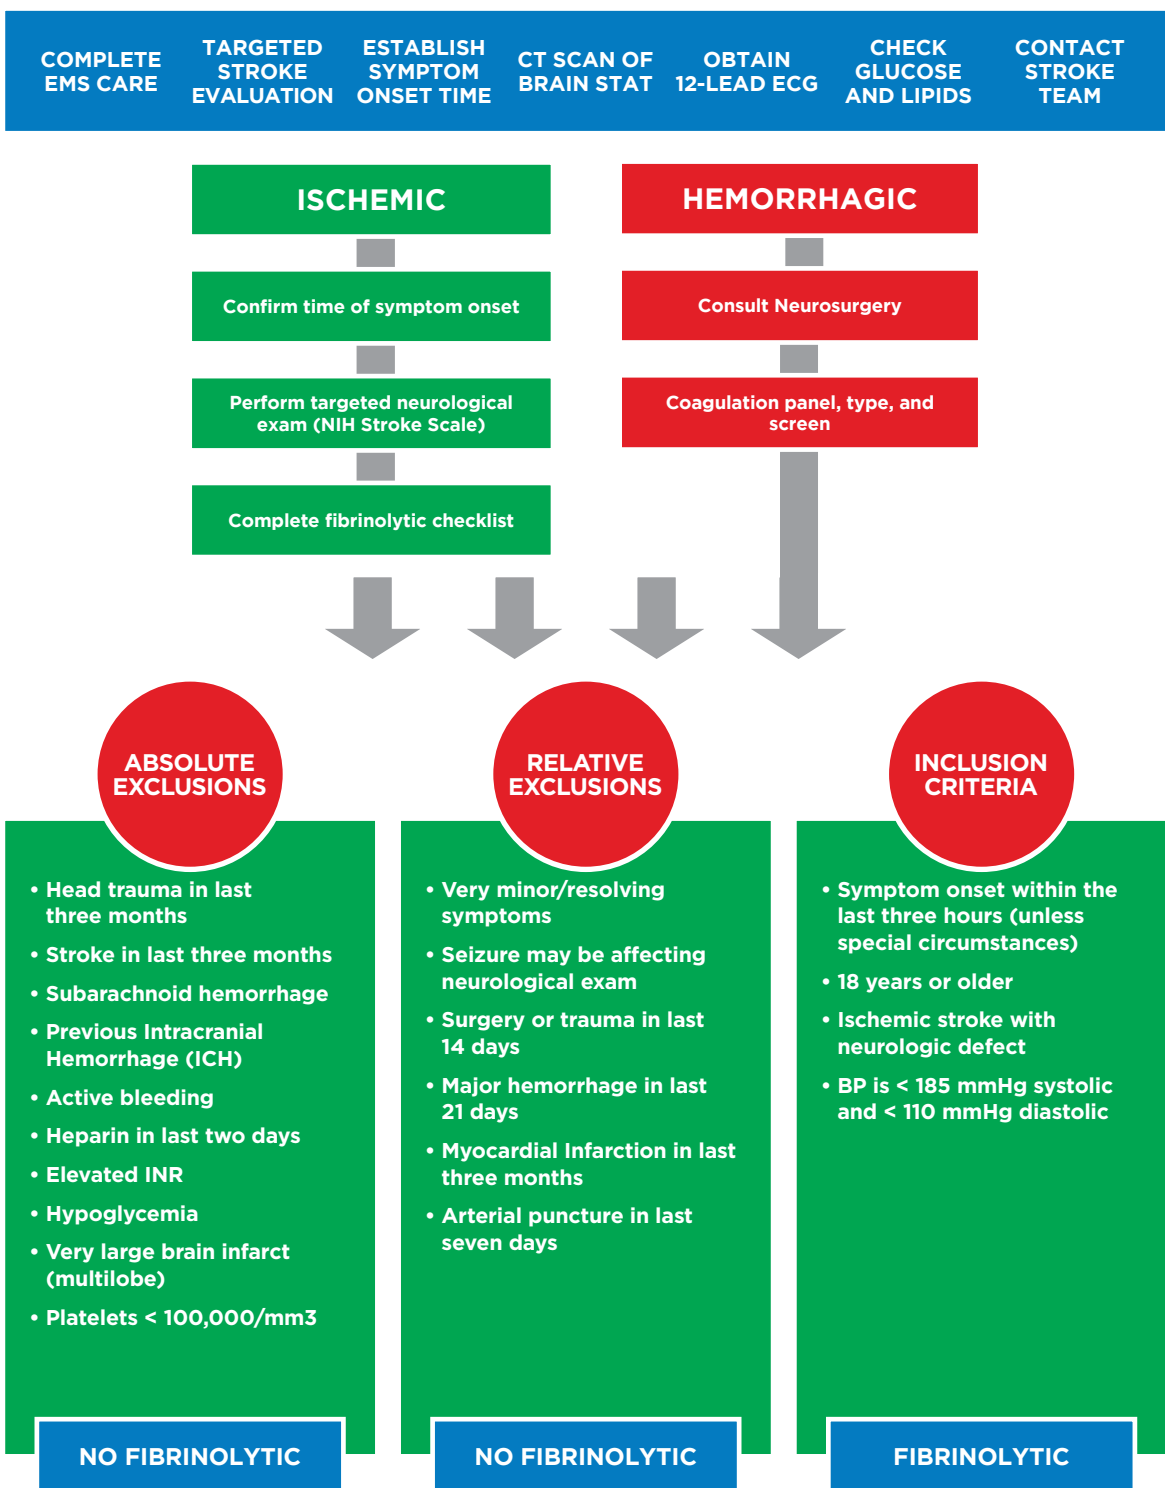 COMPLETE
EMS CARE
TARGETED
STROKE
EVALUATION
ESTABLISH
SYMPTOM
ONSET TIME
CT SCAN OF
BRAIN STAT
OBTAIN
12-LEAD ECG
CHECK
GLUCOSE
AND LIPIDS
CONTACT
STROKE
TEAM
ISCHEMIC
Confirm time of symptom onset
Perform targeted neurological
exam (NIH Stroke Scale)
Complete fibrinolytic checklist
HEMORRHAGIC
Consult Neurosurgery
Coagulation panel, type, and
screen
ABSOLUTE
EXCLUSIONS
• Head trauma in last
three months
• Stroke in last three months
• Subarachnoid hemorrhage
• Previous Intracranial
Hemorrhage (ICH)
• Active bleeding
• Heparin in last two days
• Elevated INR
• Hypoglycemia
• Very large brain infarct
(multilobe)
• Platelets < 100,000/mm3
NO FIBRINOLYTIC
RELATIVE
EXCLUSIONS
• Very minor/resolving
symptoms
• Seizure may be affecting
neurological exam
• Surgery or trauma in last
14 days
• Major hemorrhage in last
21 days
• Myocardial Infarction in last
three months
• Arterial puncture in last
seven days
NO FIBRINOLYTIC
INCLUSION
CRITERIA
• Symptom onset within the
last three hours (unless
special circumstances)
• 18 years or older
• Ischemic stroke with
neurologic defect
• BP is < 185 mmHg systolic
and < 110 mmHg diastolic
FIBRINOLYTIC